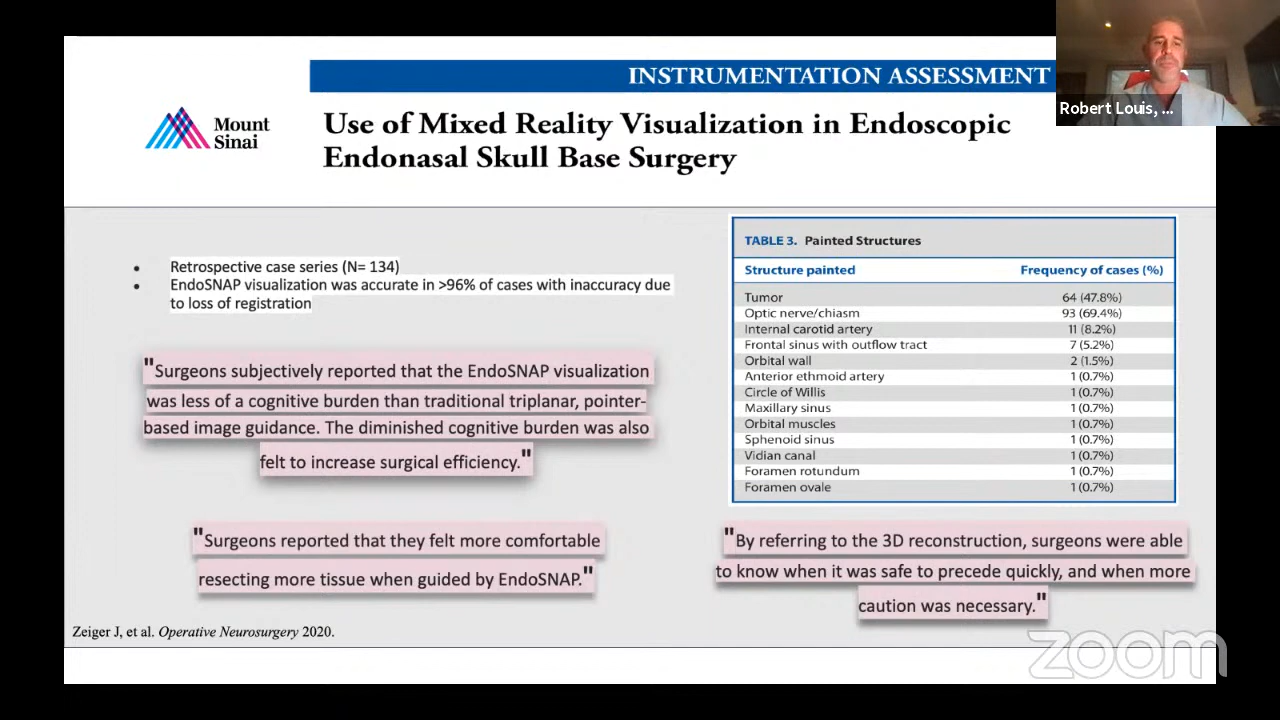 INSTRUMENTATION ASSESSMENT
Robert Louis, ...
Mount
Sinai
Use of Mixed Reality Visualization in Endoscopic
Endonasal Skull Base Surgery
• Retrospective case series (N= 134)
• EndoSNAP visualization was accurate in >96% of cases with inaccuracy due
to loss of registration
"Surgeons subjectively reported that the EndoSNAP visualization
was less of a cognitive burden than traditional triplanar, pointer-
based image guidance. The diminished cognitive burden was also
felt to increase surgical efficiency."
"Surgeons reported that they felt more comfortable
resecting more tissue when guided by EndoSNAP."
TABLE 3. Painted Structures
Structure painted Frequency of cases (%)
Tumor 64 (47.8%)
Optic nerve/chiasm 93 (69.4%)
Internal carotid artery 11 (8.2%)
Frontal sinus with outflow tract 7 (5.2%)
Orbital wall 2 (1.5%)
Anterior ethmoid artery 1 (0.7%)
Circle of Willis 1 (0.7%)
Maxillary sinus 1 (0.7%)
Orbital muscles 1 (0.7%)
Sphenoid sinus 1 (0.7%)
Vidian canal 1 (0.7%)
Foramen rotundum 1 (0.7%)
Foramen ovale 1 (0.7%)
"By referring to the 3D reconstruction, surgeons were able
to know when it was safe to precede quickly, and when more
caution was necessary."
Zeiger J, et al. Operative Neurosurgery 2020.
zoom